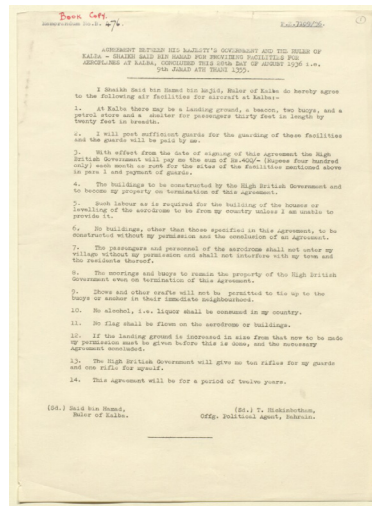 Book Copy.
P. 476.
AGREEMENT BETWEEN HIS MAJESTY'S GOVERNMENT AND THE RULER OF
KALBA - SHAIKH SAID BIN HAMAD FOR PROVIDING FACILITIES FOR
AEROPLANES AT KALBA, CONCLUDED THIS 28th DAY OF AUGUST 1936 i.e.
9th JAMAD ATH THANI 1355.
I Shaikh Said bin Hamad bin Majid, Ruler of Kalba do hereby agree
to the following air facilities for aircraft at Kalba:-
1. At Kalba there may be a landing ground, a beacon, two buoys, and a
petrol store and a shelter for passengers thirty feet in length by
twenty feet in breadth.
2. I will post sufficient guards for the guarding of these facilities
and the guards will be paid by me.
3. With effect from the date of signing of this Agreement the High
British Government will pay me the sum of Rs.400/- (Rupees four hundred
only) each month as rent for the sites of the facilities mentioned above
in para 1 and payment of guards.
4. The buildings to be constructed by the High British Government and
to become my property on termination of this Agreement.
5. Such labour as is required for the building of the houses or
levelling of the aerodrome to be from my country unless I am unable to
provide it.
6. No buildings, other than those specified in this Agreement, to be
constructed without my permission and the conclusion of an Agreement.
7. The passengers and personnel of the aerodrome shall not enter my
village without my permission and shall not interfere with my town and
the residents thereof.
8. The moorings and buoys to remain the property of the High British
Government even on termination of this Agreement.
9. Dhows and other crafts will not be permitted to tie up to the
buoys or anchor in their immediate neighbourhood.
10. No alcohol, i.e. liquor shall be consumed in my country.
11. No flag shall be flown on the aerodrome or buildings.
12. If the landing ground is increased in size from that now to be made
my permission must be given before this is done, and the necessary
Agreement concluded.
13. The High British Government will give me ten rifles for my guards
and one rifle for myself.
14. This Agreement will be for a period of twelve years.
(Sd.) Said bin Hamad, (Sd.) T. Hickinbotham,
Ruler of Kalba. Offg. Political Agent, Bahrain.